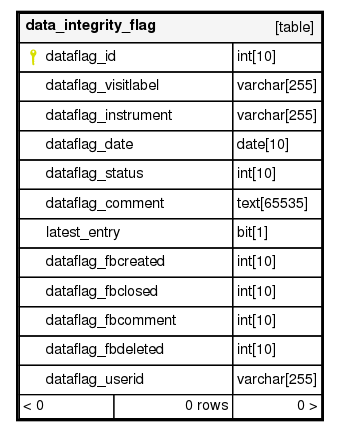 data_integrity_flag [table]
dataflag_id int[10]
dataflag_visitlabel varchar[255]
dataflag_instrument varchar[255]
dataflag_date date[10]
dataflag_status int[10]
dataflag_comment text[65535]
latest_entry bit[1]
dataflag_fbcreated int[10]
dataflag_fbclosed int[10]
dataflag_fbcomment int[10]
dataflag_fbdeleted int[10]
dataflag_userid varchar[255]
< 0 0 rows 0 >